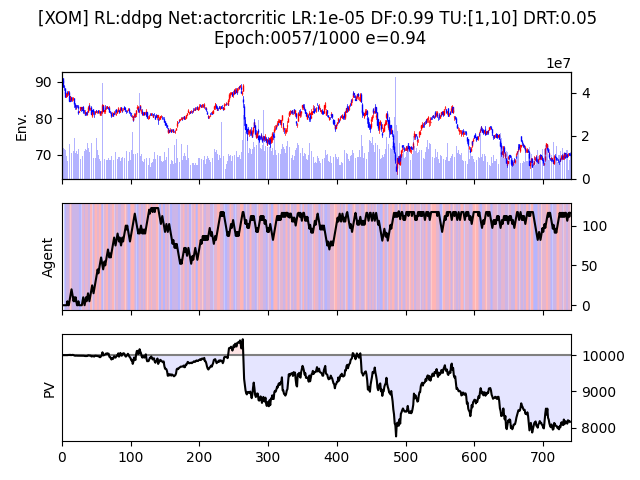 [XOM] RL:ddpg Net:actorcritic LR:1e-05 DF:0.99 TU:[1,10] DRT:0.05
Epoch:0057/1000 e=0.94
1e7
90
80
70
Env.
4
2
0
Agent
100
50
0
PV
10000
9000
8000
0 100 200 300 400 500 600 700